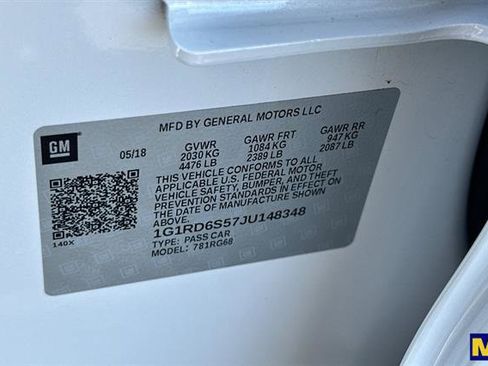 GM
MFD BY GENERAL MOTORS LLC
05/18 GVWR GAWR FRT GAWR RR
2030 KG 1084 KG 947 KG
4476 LB 2389 LB 2087 LB
THIS VEHICLE CONFORMS TO ALL
APPLICABLE U.S. FEDERAL MOTOR
VEHICLE SAFETY, BUMPER, AND THEFT
PREVENTION STANDARDS IN EFFECT ON
THE DATE OF MANUFACTURE SHOWN
ABOVE.
1G1RD6S57JU148348
TYPE: PASS CAR
140X MODEL: 781RG68
M